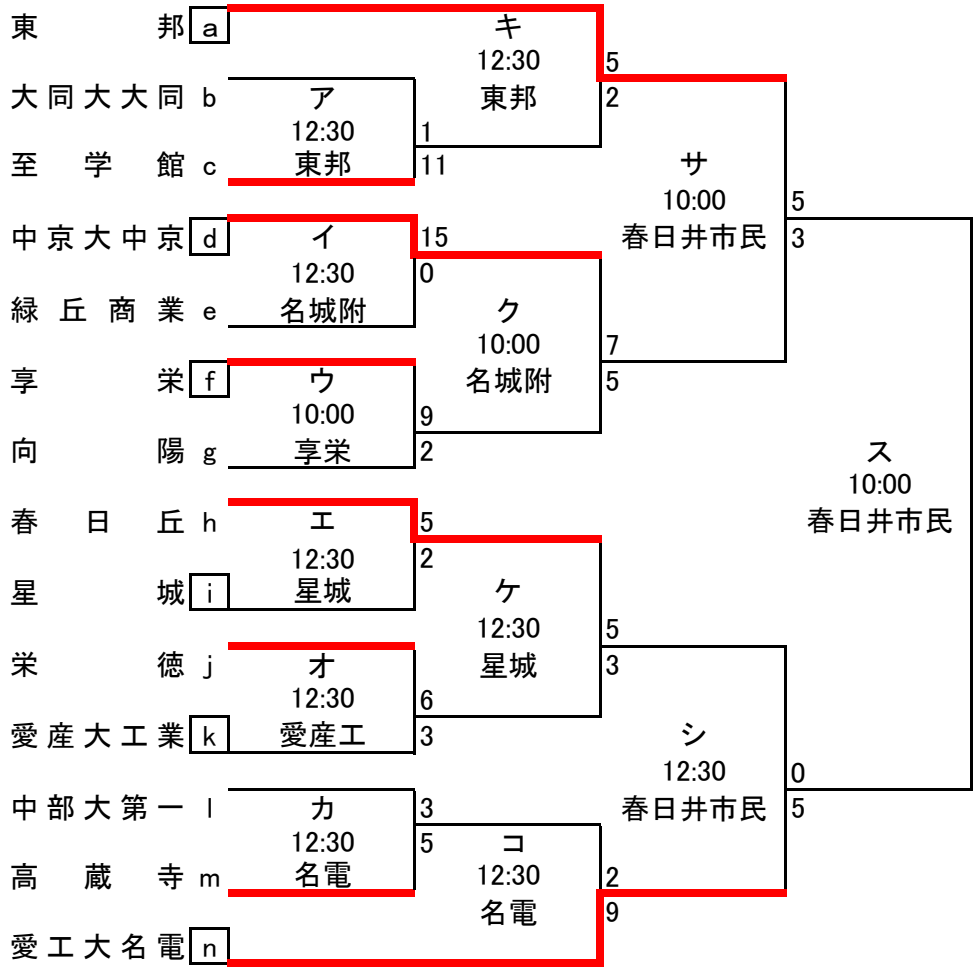 東邦 a
キ
12:30
東邦
5
2
大同大大同 b
ア
12:30
東邦
1
11
至学館 c
サ
10:00
春日井市民
5
3
中京大中京 d
イ
12:30
名城附
15
0
緑丘商業 e
ク
10:00
名城附
7
5
享栄 f
ウ
10:00
享栄
9
2
向陽 g
ス
10:00
春日井市民
春日丘 h
エ
12:30
星城
5
2
星城 i
ケ
12:30
星城
5
3
栄徳 j
オ
12:30
愛産工
6
3
愛産大工業 k
シ
12:30
春日井市民
0
5
中部大第一 l
カ
12:30
名電
3
5
高蔵寺 m
コ
12:30
名電
2
9
愛工大名電 n